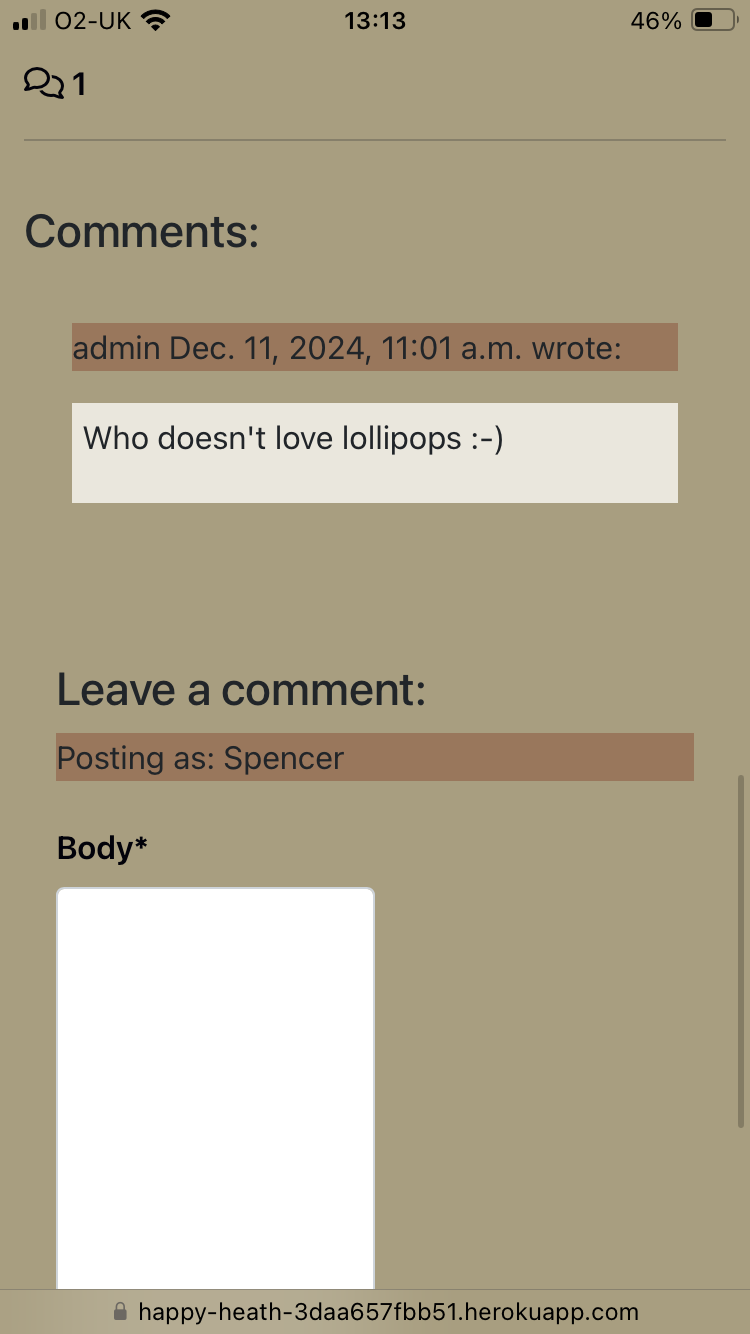 O2-UK 13:13 46%
1
Comments:
admin Dec. 11, 2024, 11:01 a.m. wrote:
Who doesn't love lollipops :-)
Leave a comment:
Posting as: Spencer
Body*
happy-heath-3daa657fbb51.herokuapp.com